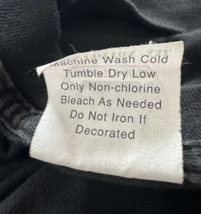 Machine Wash Cold
Tumble Dry Low
Only Non-chlorine
Bleach As Needed
Do Not Iron If
Decorated